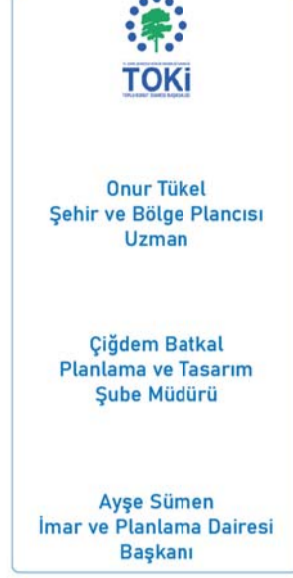 TOKİ
Onur Tükel
Şehir ve Bölge Plancısı
Uzman
Çiğdem Batkal
Planlama ve Tasarım
Şube Müdürü
Ayşe Sümen
İmar ve Planlama Dairesi
Başkanı